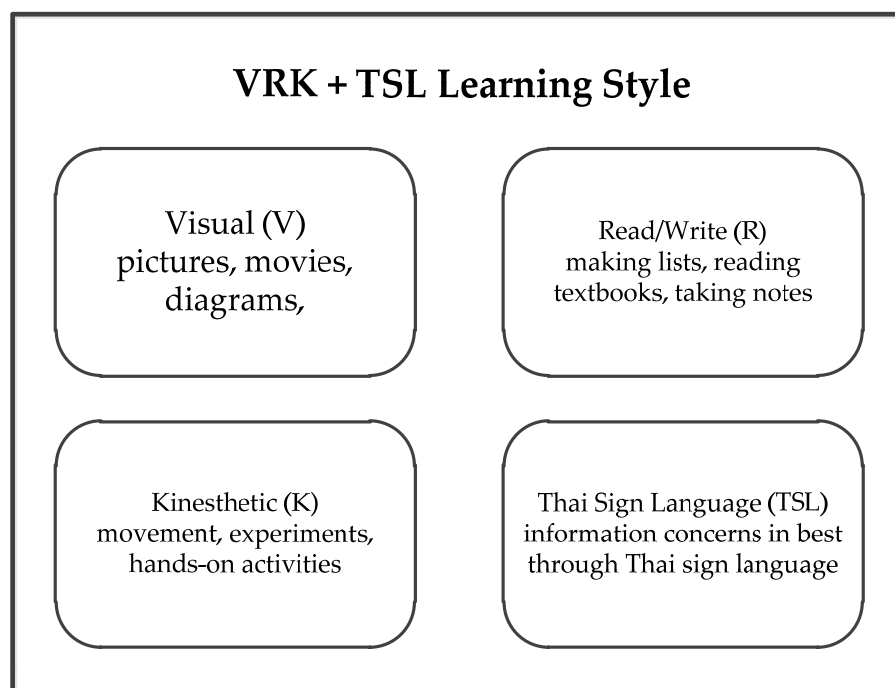 VRK + TSL Learning Style
Visual (V)
pictures, movies,
diagrams,
Read/Write (R)
making lists, reading
textbooks, taking notes
Kinesthetic (K)
movement, experiments,
hands-on activities
Thai Sign Language (TSL)
information concerns in best
through Thai sign language